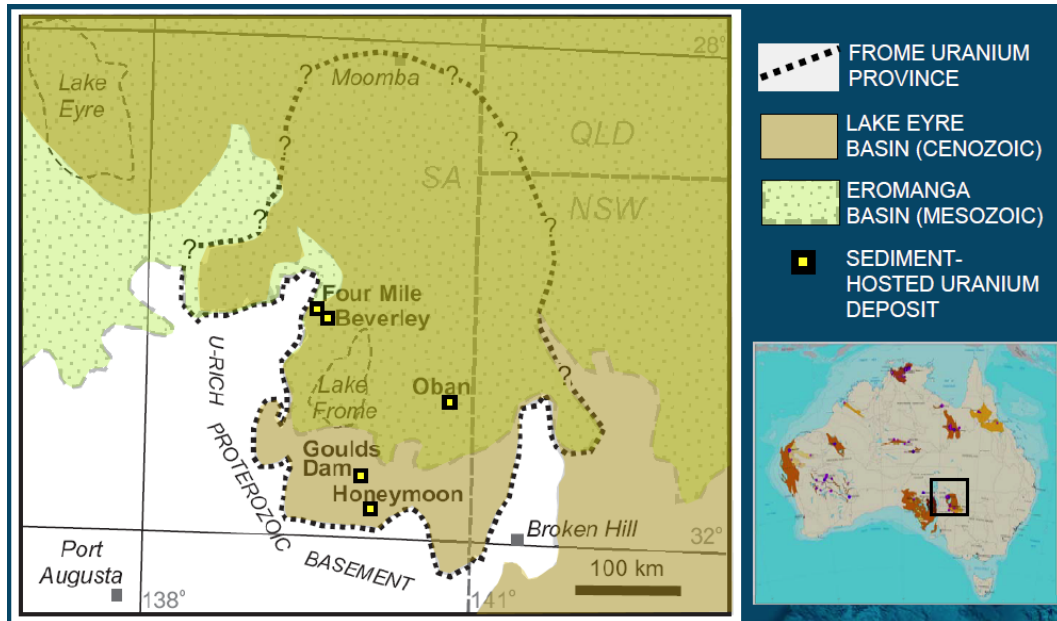 28°
Moomba
Lake
Eyre
QLD
SA
NSW
?
?
?
?
?
?
?
?
Four Mile
Beverley
U-RICH
PROTEROZOIC
BASEMENT
Lake
Frome
Oban
Goulds
Dam
Honeymoon
Broken Hill
32°
Port
Augusta
100 km
138°
141°
FROME URANIUM
PROVINCE
LAKE EYRE
BASIN (CENOZOIC)
EROMANGA
BASIN (MESOZOIC)
SEDIMENT-
HOSTED URANIUM
DEPOSIT